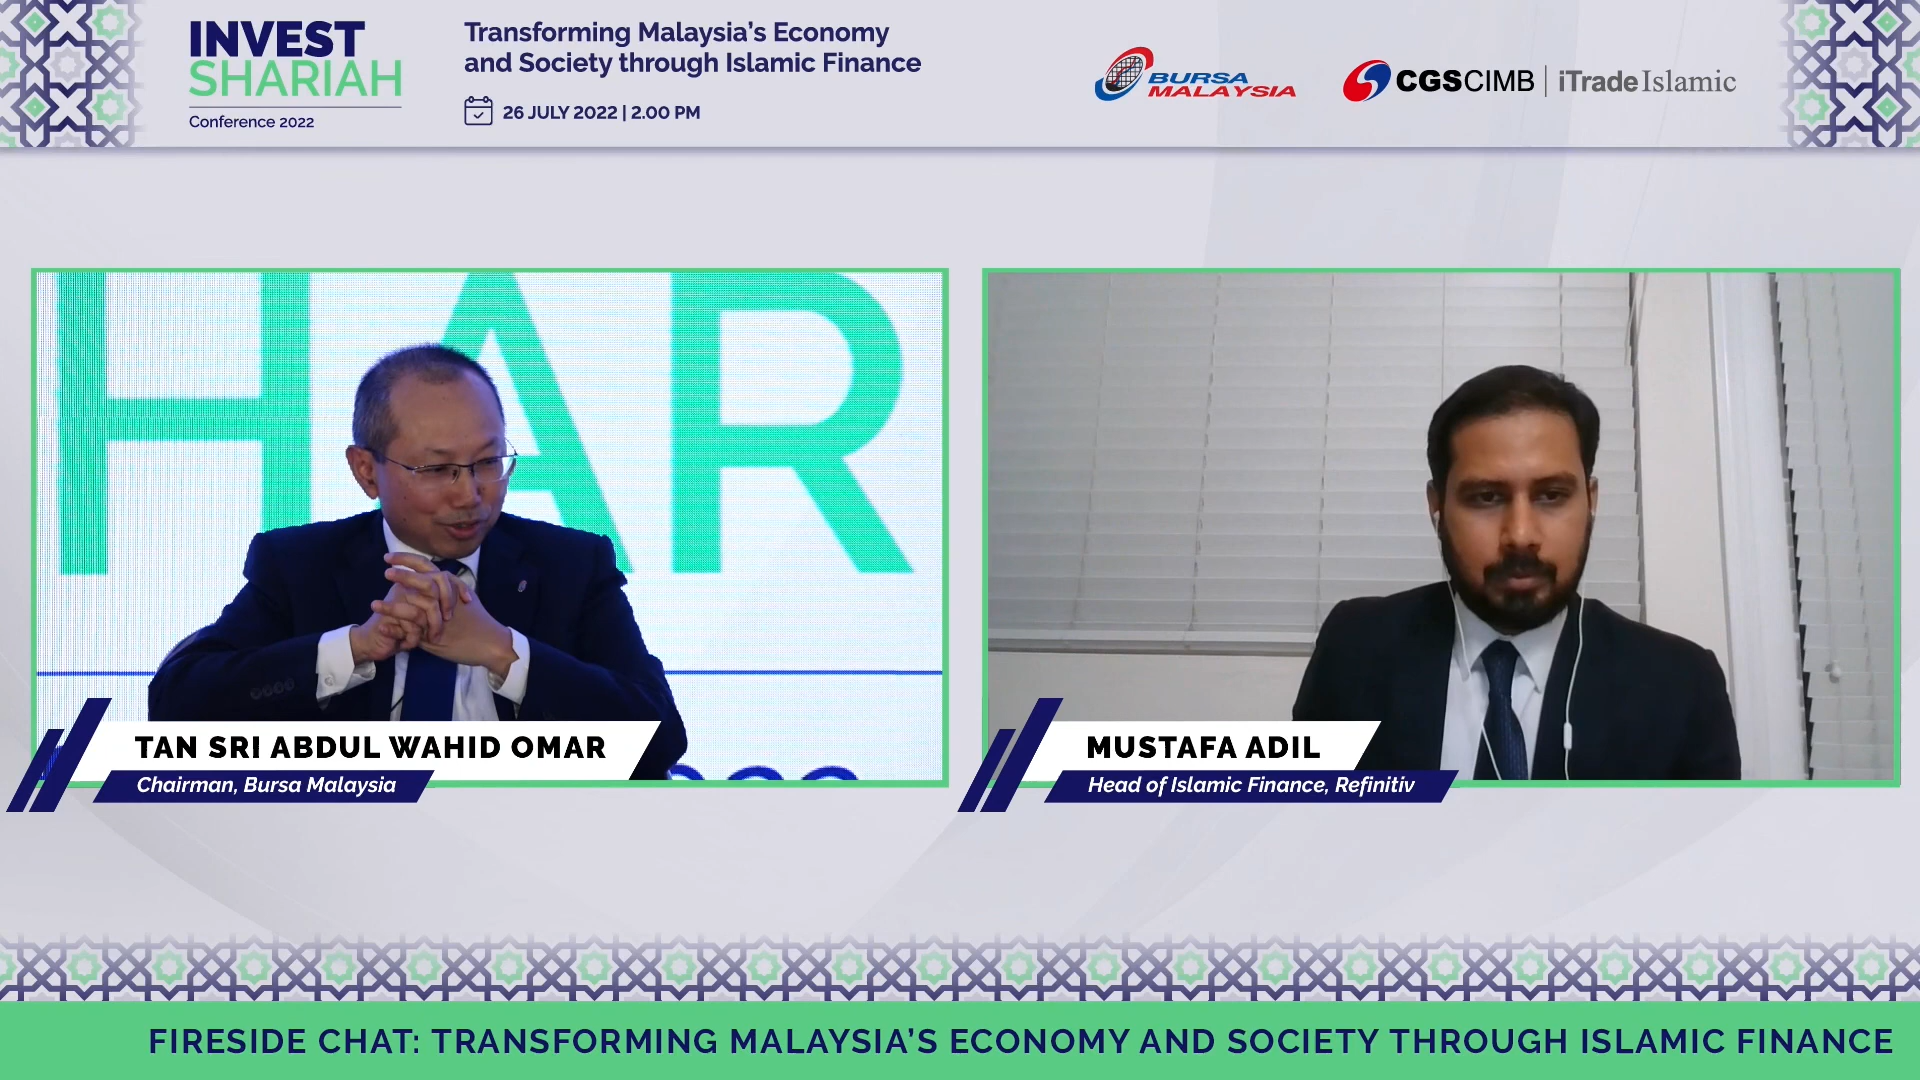 INVEST
SHARIAH
Conference 2022
Transforming Malaysia's Economy
and Society through Islamic Finance
26 JULY 2022 | 2.00 PM
BURSA
MALAYSIA
CGSCIMB | iTradeIslamic
HAR
TAN SRI ABDUL WAHID OMAR
Chairman, Bursa Malaysia
MUSTAFA ADIL
Head of Islamic Finance, Refinitiv
FIRESIDE CHAT: TRANSFORMING MALAYSIA'S ECONOMY AND SOCIETY THROUGH ISLAMIC FINANCE